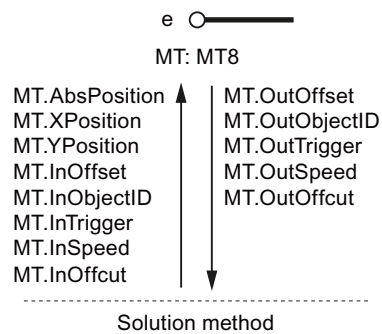 e
MT: MT8
MT.AbsPosition
MT.XPosition
MT.YPosition
MT.InOffset
MT.InObjectID
MT.InTrigger
MT.InSpeed
MT.InOffcut
MT.OutOffset
MT.OutObjectID
MT.OutTrigger
MT.OutSpeed
MT.OutOffcut
Solution method